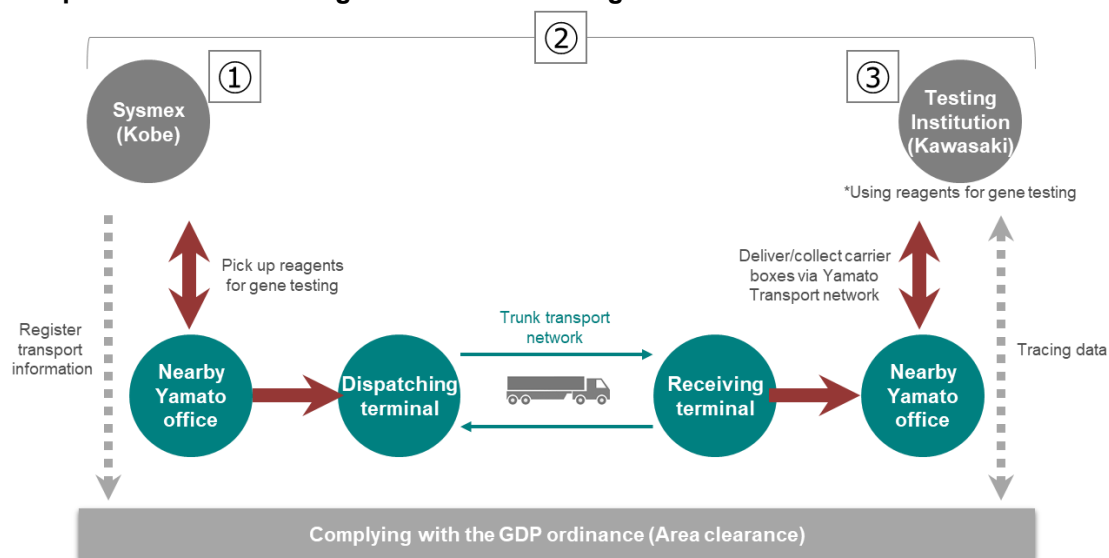 ②
①
③
Sysmex
(Kobe)
Testing
Institution
(Kawasaki)
*Using reagents for gene testing
Pick up reagents
for gene testing
Deliver/collect carrier
boxes via Yamato
Transport network
Register
transport
information
Trunk transport
network
Tracing data
Nearby
Yamato
office
Dispatching
terminal
Receiving
terminal
Nearby
Yamato
office
Complying with the GDP ordinance (Area clearance)